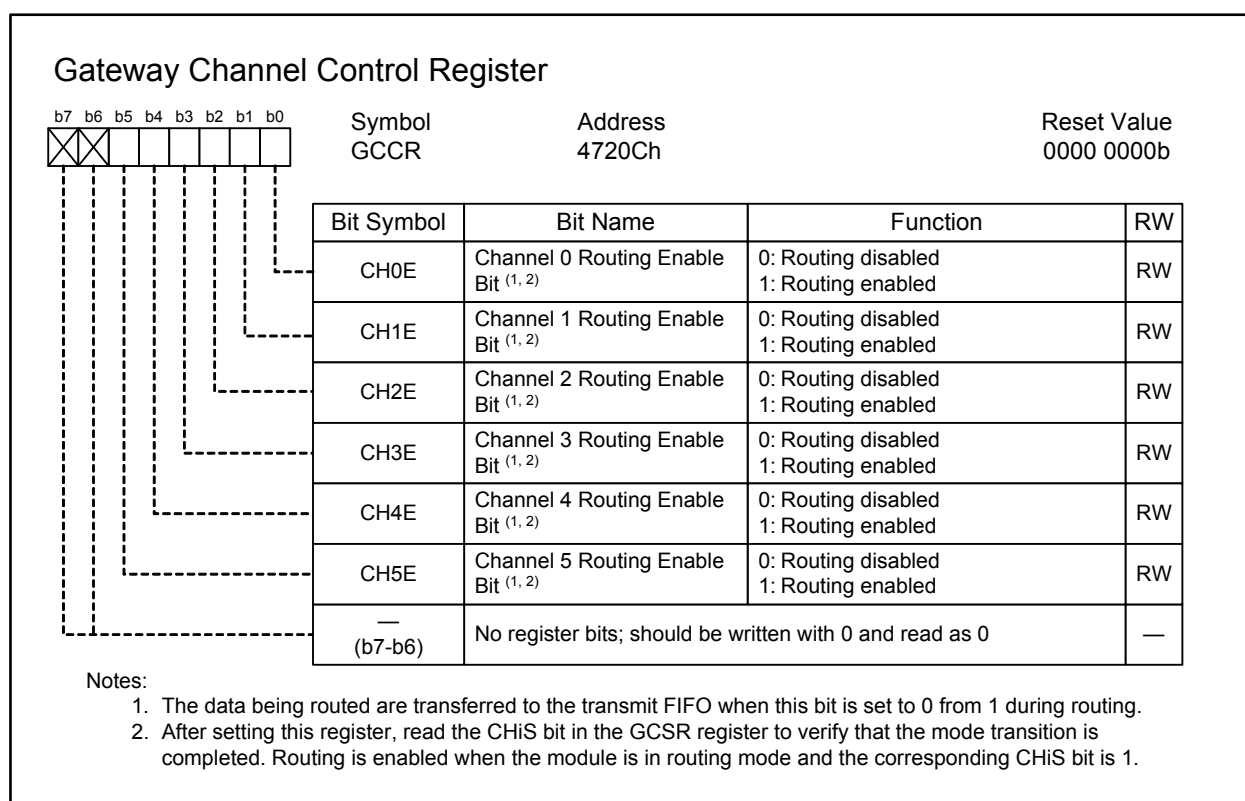 Gateway Channel Control Register
b7 b6 b5 b4 b3 b2 b1 b0
Symbol Address Reset Value
GCCR 4720Ch 0000 0000b
Bit Symbol Bit Name Function RW
CH0E Channel 0 Routing Enable Bit (1, 2) 0: Routing disabled 1: Routing enabled RW
CH1E Channel 1 Routing Enable Bit (1, 2) 0: Routing disabled 1: Routing enabled RW
CH2E Channel 2 Routing Enable Bit (1, 2) 0: Routing disabled 1: Routing enabled RW
CH3E Channel 3 Routing Enable Bit (1, 2) 0: Routing disabled 1: Routing enabled RW
CH4E Channel 4 Routing Enable Bit (1, 2) 0: Routing disabled 1: Routing enabled RW
CH5E Channel 5 Routing Enable Bit (1, 2) 0: Routing disabled 1: Routing enabled RW
— (b7-b6) No register bits; should be written with 0 and read as 0 —
Notes:
1. The data being routed are transferred to the transmit FIFO when this bit is set to 0 from 1 during routing.
2. After setting this register, read the CHiS bit in the GCSR register to verify that the mode transition is
completed. Routing is enabled when the module is in routing mode and the corresponding CHiS bit is 1.